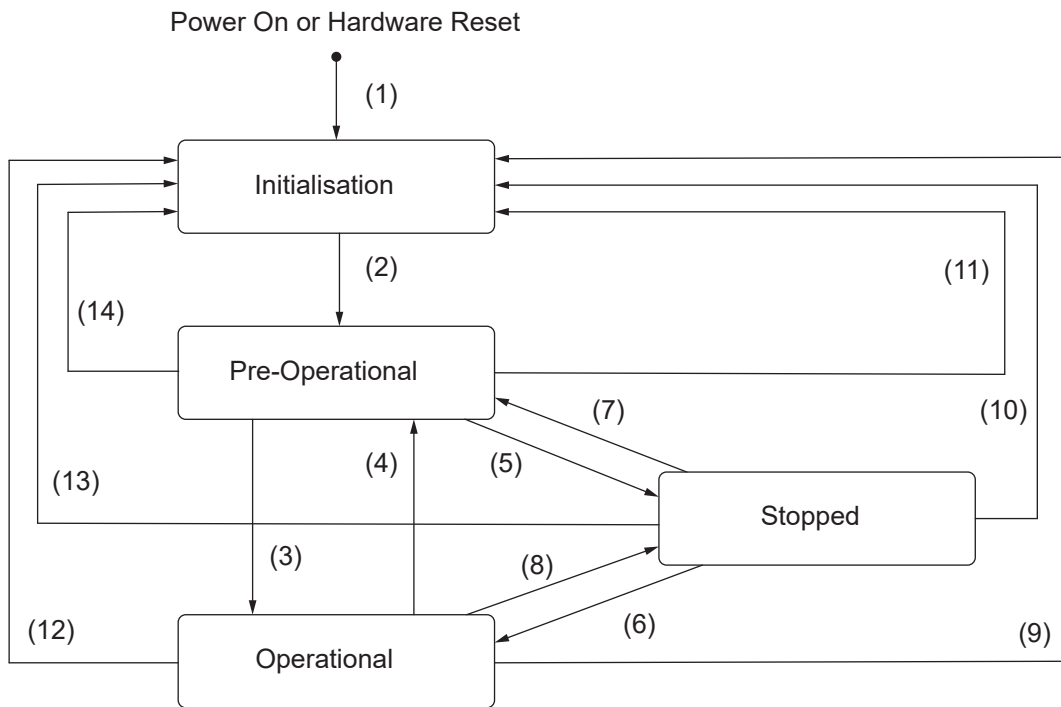 Power On or Hardware Reset
(1)
Initialisation
(2)
(11)
(14)
Pre-Operational
(7)
(10)
(4)
(5)
(13)
Stopped
(3)
(8)
(6)
(12)
(9)
Operational